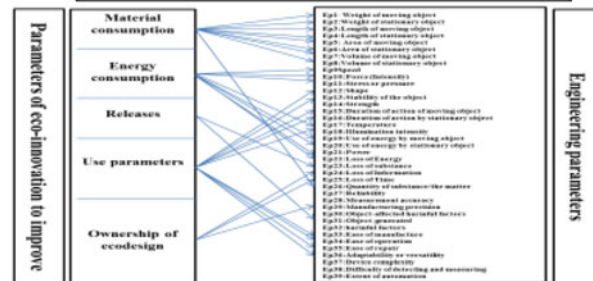 Parameters of eco-innovation to improve
Material
consumption
Energy
consumption
Releases
Use parameters
Ownership of
ecodesign
Ep1: Weight of moving object
Ep2: Weight of stationary object
Ep3:Length of moving object
Ep4:Length of stationary object
Ep5: Area of moving object
Ep6:Area of stationary object
Ep7:Volume of moving object
Ep8:Volume of stationary object
Ep9Speed
Ep10:Force (Intensity)
Ep11:Stress or pressure
Ep12:Shape
Ep13:Stability of the object
Ep14:Strength
Ep15:Duration of action of moving object
Ep16:Duration of action by stationary object
Ep17:Temperature
Ep18:Illumination intensity
Ep19:Use of energy by moving object
Ep20:Use of energy by stationary object
Ep21:Power
Ep22:Loss of Energy
Ep23:Loss of substance
Ep24:Loss of Information
Ep25:Loss of Time
Ep26:Quantity of substance/the matter
Ep27:Reliability
Ep28:Measurement accuracy
Ep29:Manufacturing precision
Ep30:Object-affected harmful factors
Ep31:Object-generated
Ep32:harmful factors
Ep33:Ease of manufacture
Ep34:Ease of operation
Ep35:Ease of repair
Ep36:Adaptability or versatility
Ep37:Device complexity
Ep38:Difficulty of detecting and measuring
Ep39:Extent of automation
Engineering parameters